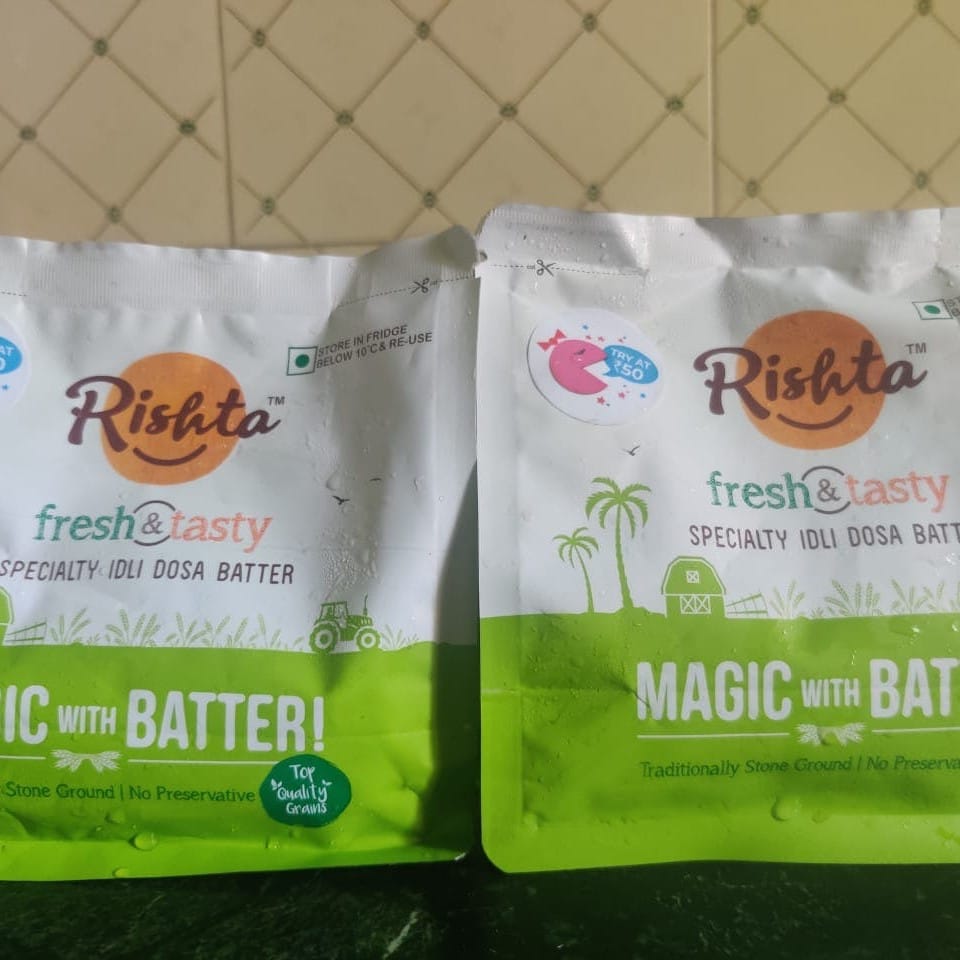 AT
0
STORE IN FRIDGE
BELOW 10°C & RE-USE
Rishta™
fresh & tasty
SPECIALTY IDLI DOSA BATTER
IC WITH BATTER!
Stone Ground | No Preservative
Top
Quality
Grains
TRY AT
₹50
Rishta™
fresh & tasty
SPECIALTY IDLI DOSA BATT
MAGIC WITH BAT
Traditionally Stone Ground | No Preserva